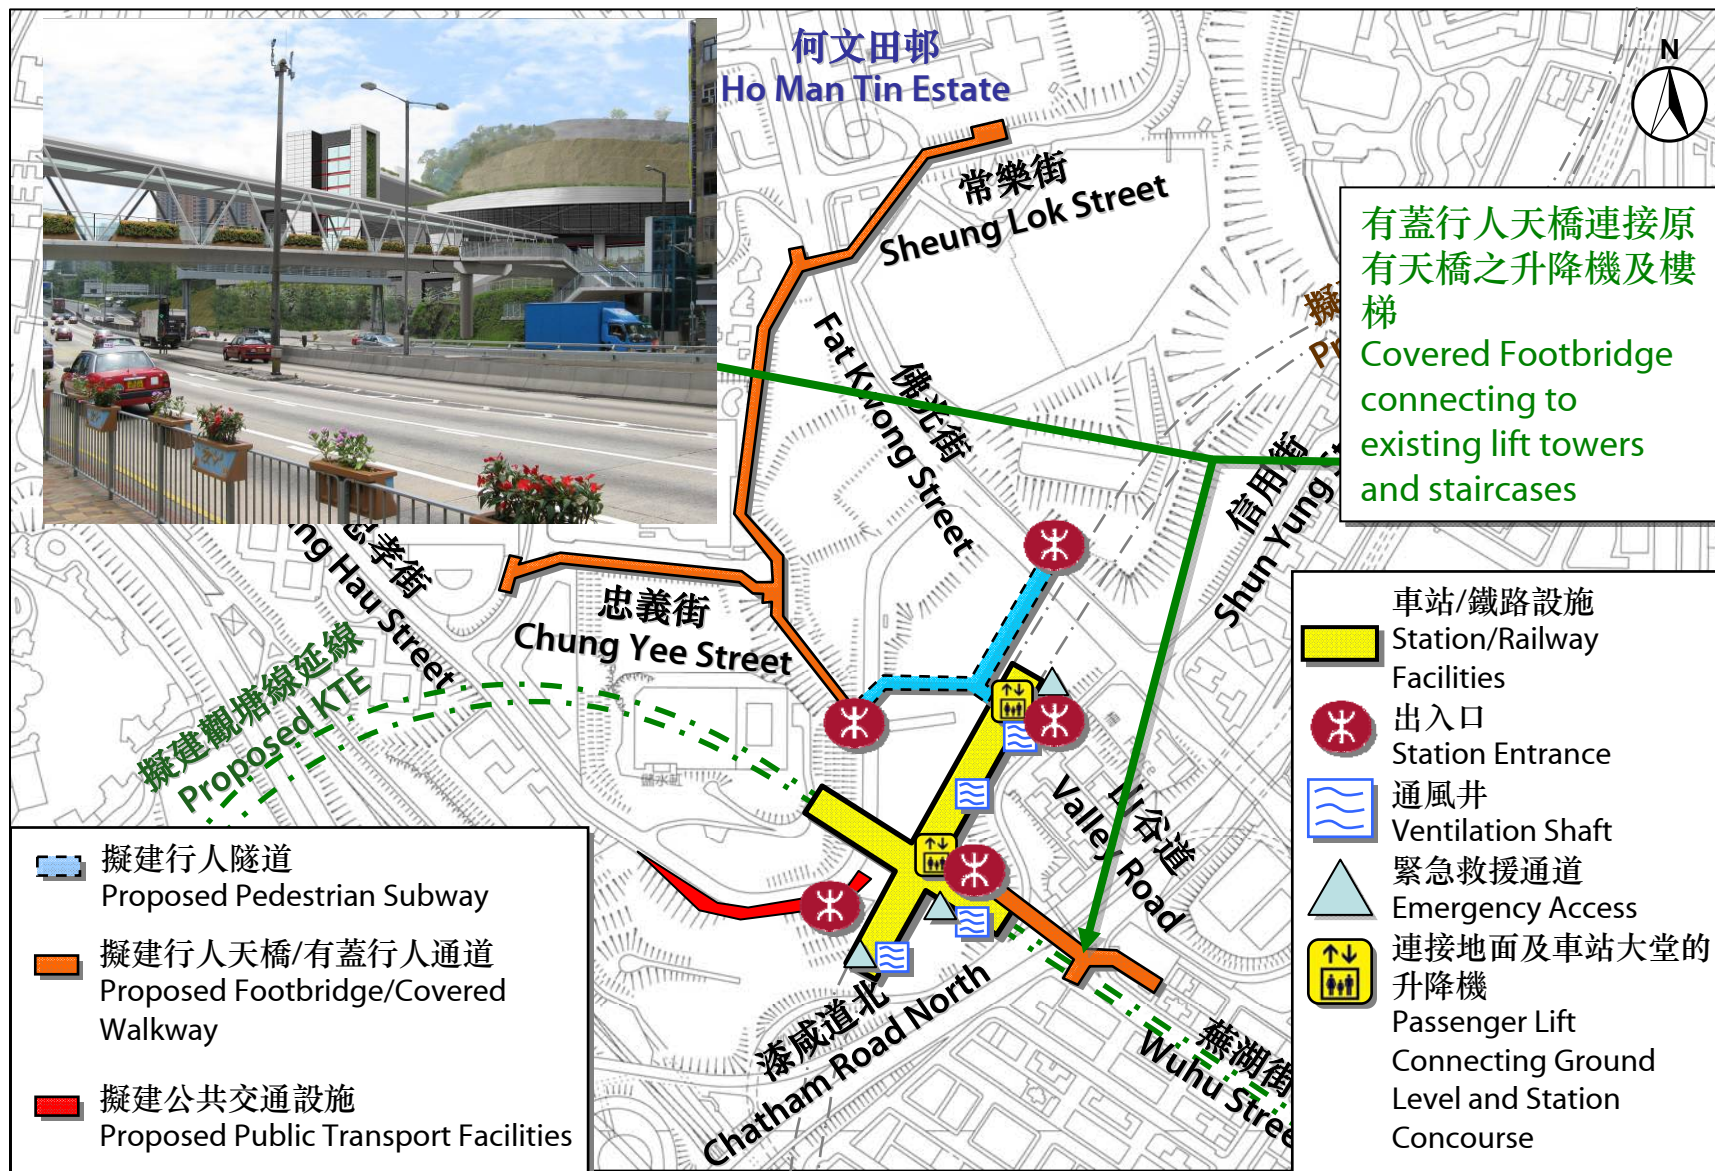 何文田邨
Ho Man Tin Estate
N
常樂街
Sheung Lok Street
有蓋行人天橋連接原
有天橋之升降機及樓
梯
Covered Footbridge
connecting to
existing lift towers
and staircases
擬
Pr
佛光街
Fat Kwong Street
信用街
Shun Yung S
忠孝街
ng Hau Street
忠義街
Chung Yee Street
擬建觀塘線延線
Proposed KTE
山谷道
Valley Road
漆咸道北
Chatham Road North
蕪湖街
Wuhu Stree
擬建行人隧道
Proposed Pedestrian Subway
擬建行人天橋/有蓋行人通道
Proposed Footbridge/Covered
Walkway
擬建公共交通設施
Proposed Public Transport Facilities
車站/鐵路設施
Station/Railway
Facilities
出入口
Station Entrance
通風井
Ventilation Shaft
緊急救援通道
Emergency Access
連接地面及車站大堂的
升降機
Passenger Lift
Connecting Ground
Level and Station
Concourse